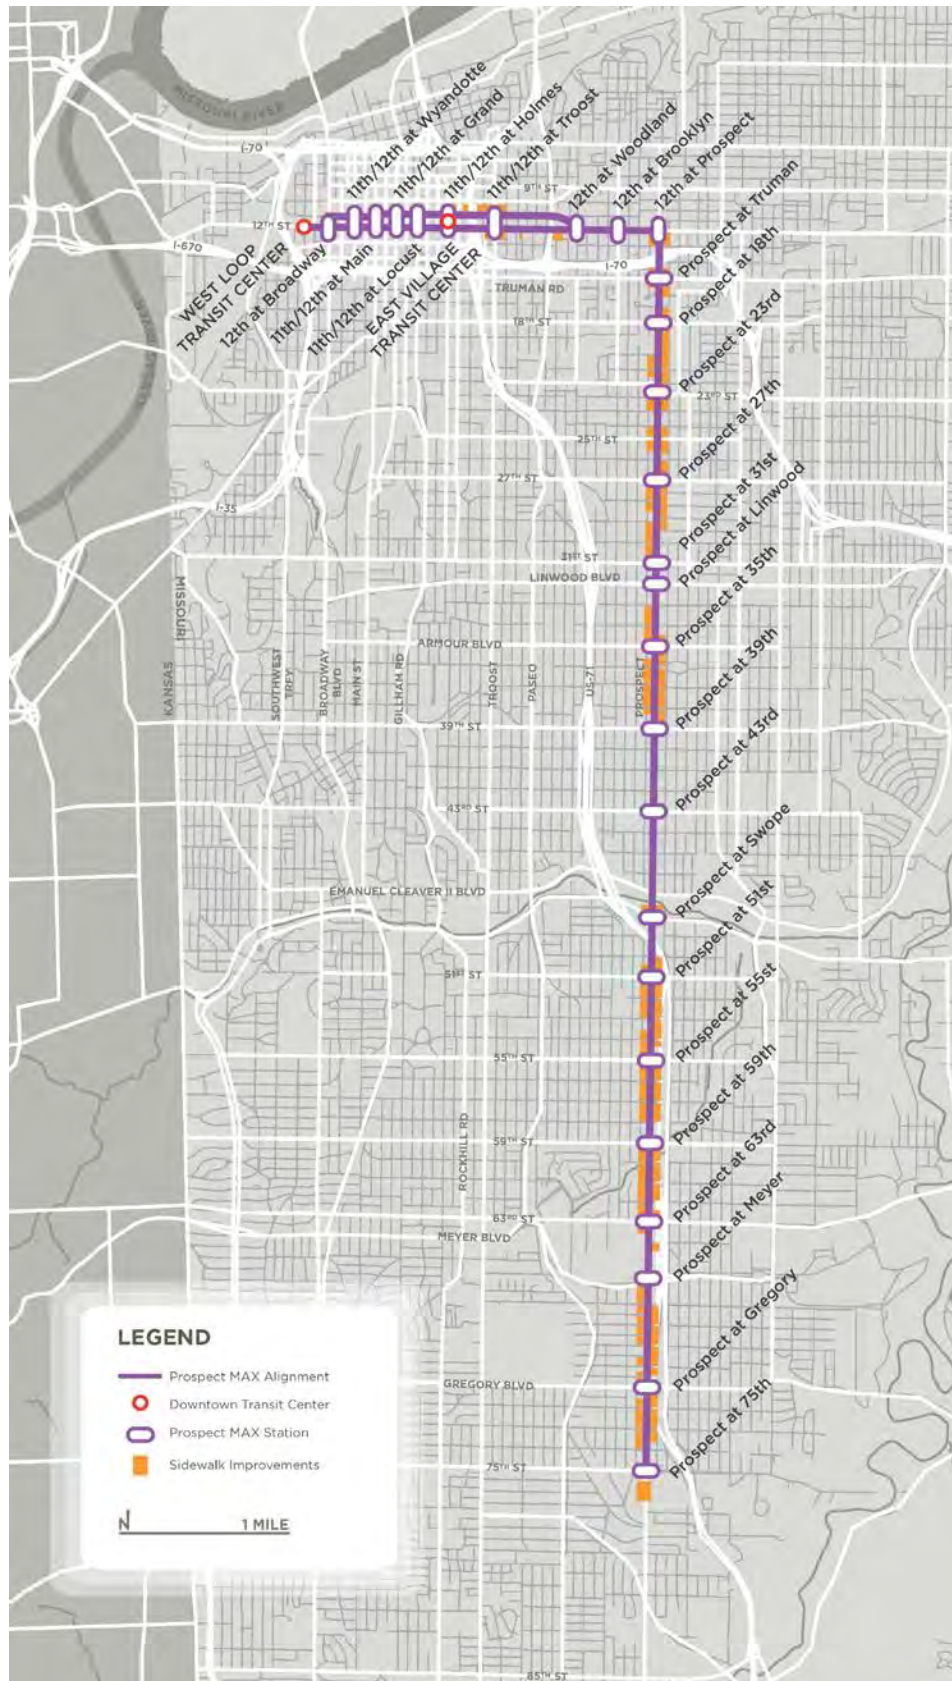 MISSOURI RIVER
I-70
9TH ST
12TH ST
I-670
I-70
11th/12th at Wyandotte
11th/12th at Grand
11th/12th at Holmes
11th/12th at Troost
12th at Woodland
12th at Brooklyn
12th at Prospect
WEST LOOP
TRANSIT CENTER
12th at Broadway
11th/12th at Main
11th/12th at Locust
EAST VILLAGE
TRANSIT CENTER
Prospect at Truman
TRUMAN RD
Prospect at 18th
18TH ST
Prospect at 23rd
23RD ST
25TH ST
Prospect at 27th
27TH ST
I-35
Prospect at 31st
31ST ST
Prospect at Linwood
LINWOOD BLVD
Prospect at 35th
ARMOUR BLVD
MISSOURI
KANSAS
SOUTHWEST
TREY
BROADWAY
BLVD
MAIN ST
GILLHAM RD
TROOST
PASEO
US-71
PROSPECT
Prospect at 39th
39TH ST
Prospect at 43rd
43RD ST
Prospect at Swope
EMANUEL CLEAVER II BLVD
Prospect at 51st
51ST ST
Prospect at 55st
55TH ST
Prospect at 59th
59TH ST
ROCKHILL RD
Prospect at 63rd
63RD ST
Prospect at Meyer
MEYER BLVD
Prospect at Gregory
GREGORY BLVD
Prospect at 75th
75TH ST
85TH ST
LEGEND
Prospect MAX Alignment
Downtown Transit Center
Prospect MAX Station
Sidewalk Improvements
N
1 MILE